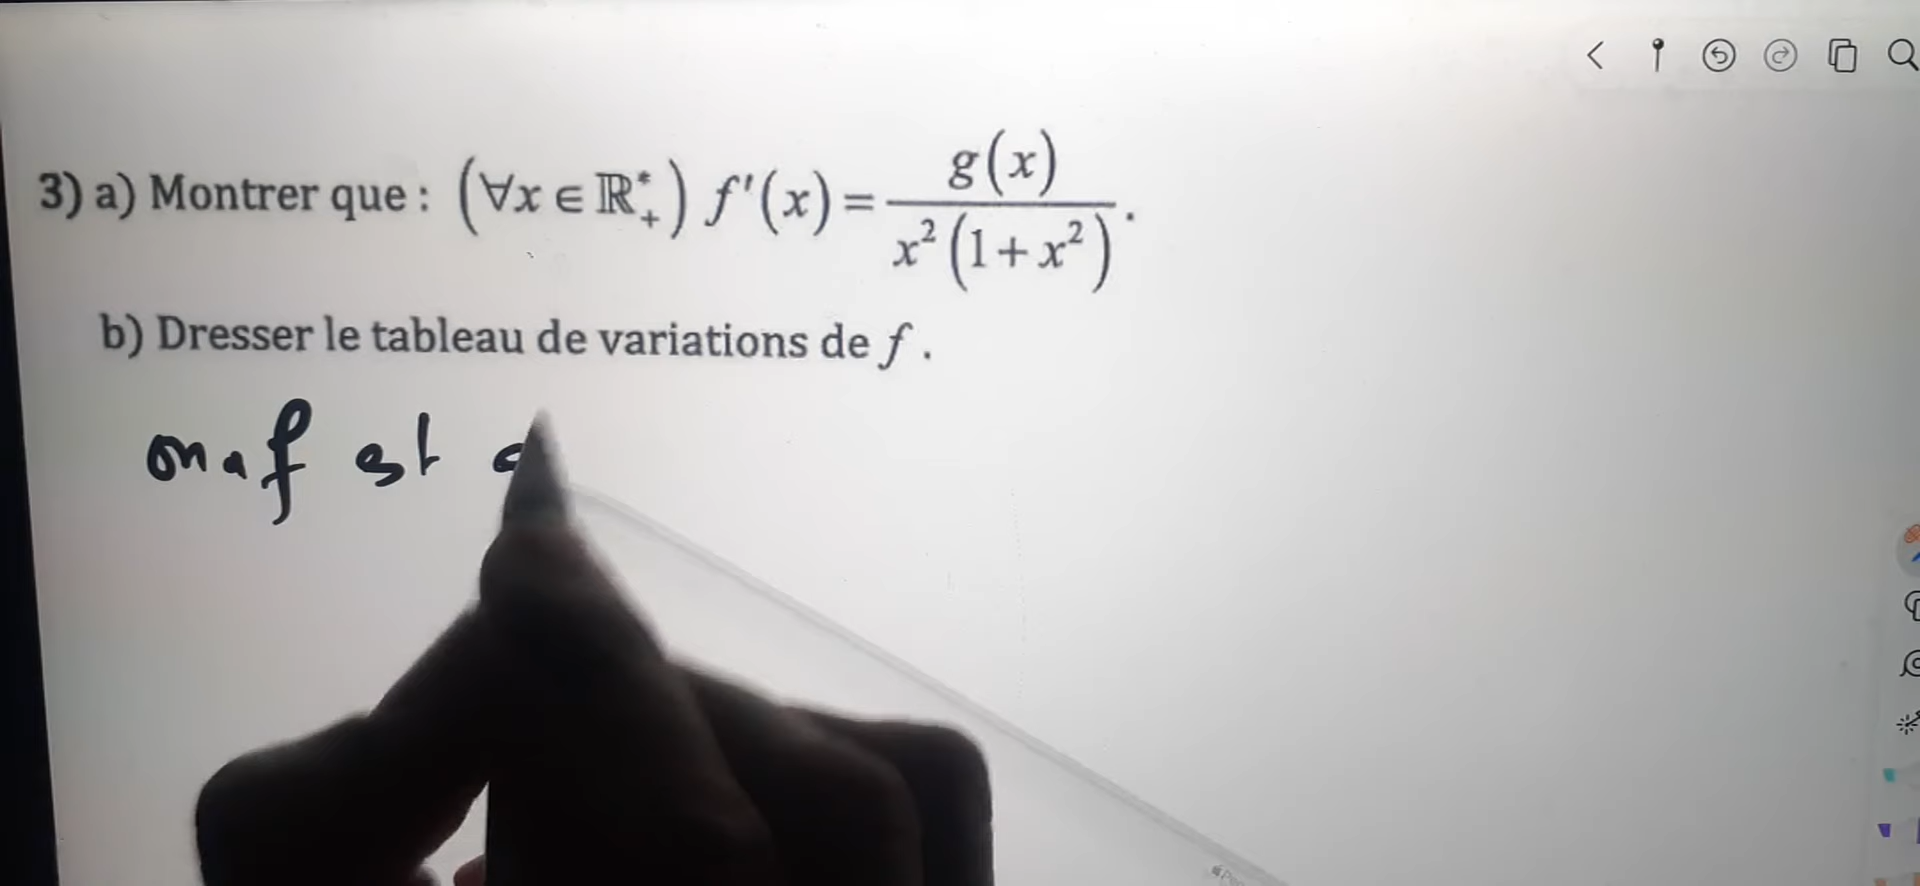 3) a) Montrer que : (∀x ∈ ℝ₊*) f'(x) = g(x) / x²(1+x²).
b) Dresser le tableau de variations de f.
on a f est